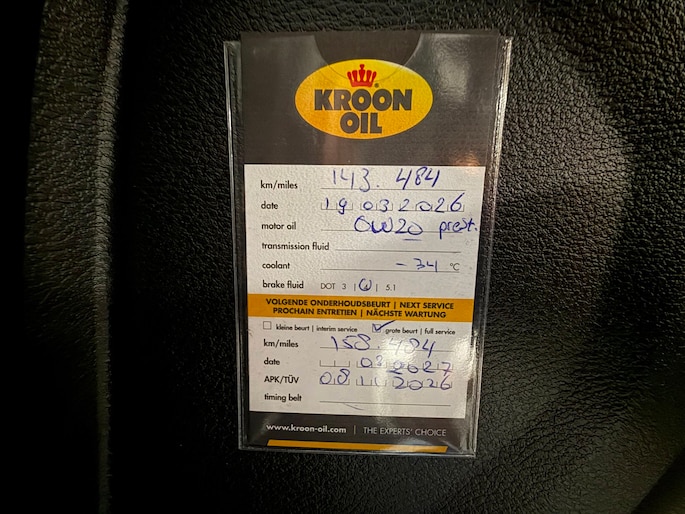 KROON
OIL
km/miles 143.484
date 19 03 2026
motor oil 0W20 prest.
transmission fluid
coolant -34 °C
brake fluid DOT 3 | 4 | 5.1
VOLGENDE ONDERHOUDSBEURT | NEXT SERVICE
PROCHAIN ENTRETIEN | NÄCHSTE WARTUNG
kleine beurt | interim service grote beurt | full service
km/miles 158.484
date 03 2027
APK/TÜV 2026
timing belt
www.kroon-oil.com | THE EXPERTS' CHOICE